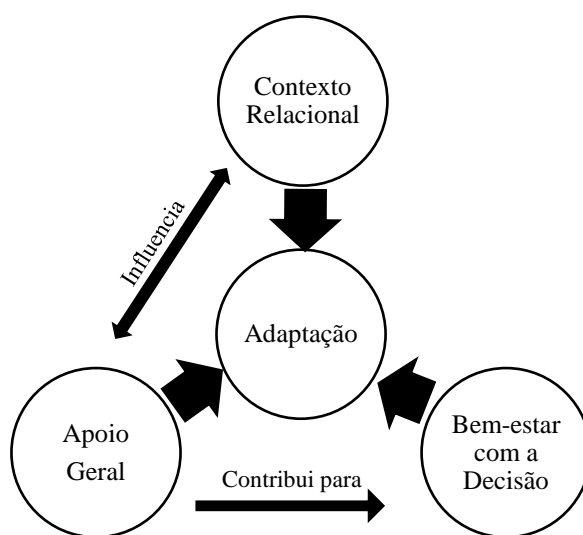 Contexto
Relacional
Influencia
Adaptação
Apoio
Geral
Bem-estar
com a
Decisão
Contribui para